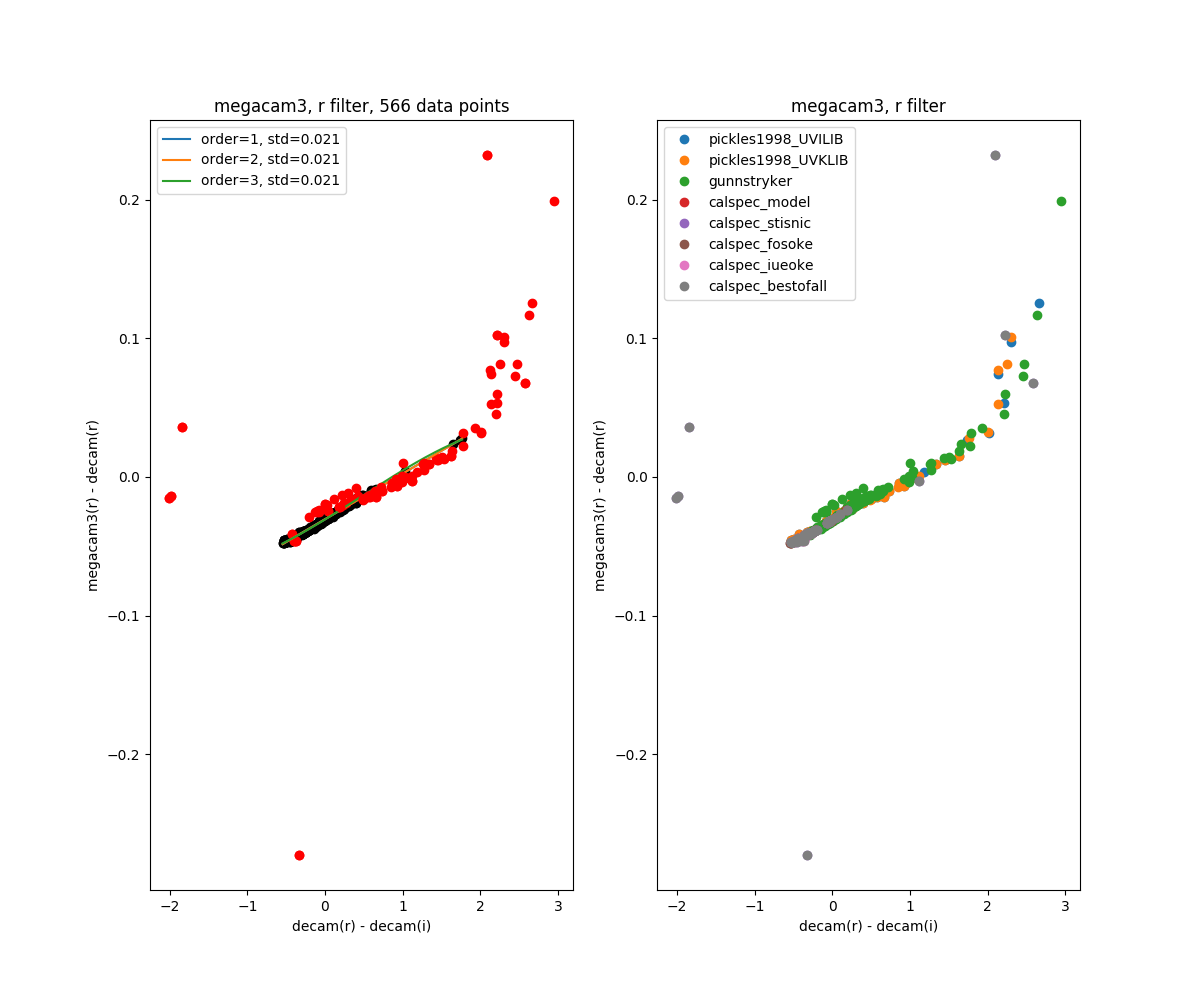 megacam3, r filter, 566 data points
order=1, std=0.021
order=2, std=0.021
order=3, std=0.021
0.2
0.1
0.0
−0.1
−0.2
megacam3(r) - decam(r)
−2 −1 0 1 2 3
decam(r) - decam(i)
megacam3, r filter
pickles1998_UVILIB
pickles1998_UVKLIB
gunnstryker
calspec_model
calspec_stisnic
calspec_fosoke
calspec_iueoke
calspec_bestofall
0.2
0.1
0.0
−0.1
−0.2
megacam3(r) - decam(r)
−2 −1 0 1 2 3
decam(r) - decam(i)